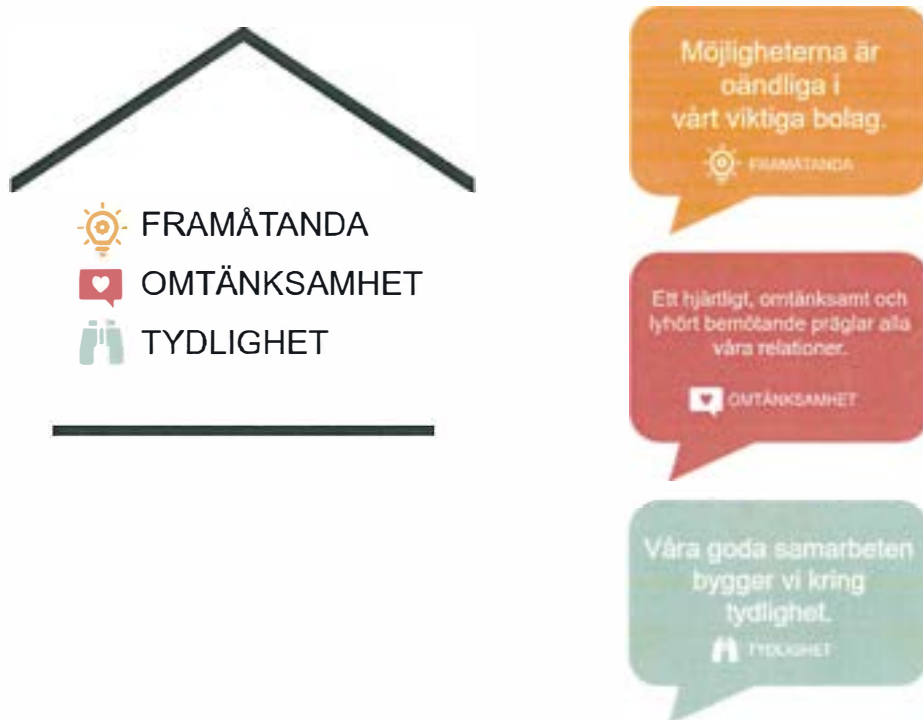 FRAMÅTANDA
OMTÄNKSAMHET
TYDLIGHET
Möjligheterna är
oändliga i
vårt viktiga bolag.
FRAMÅTANDA
Ett hjärtligt, omtänksamt och
lyhört bemötande präglar alla
våra relationer.
OMTÄNKSAMHET
Våra goda samarbeten
bygger vi kring
tydlighet.
TYDLIGHET